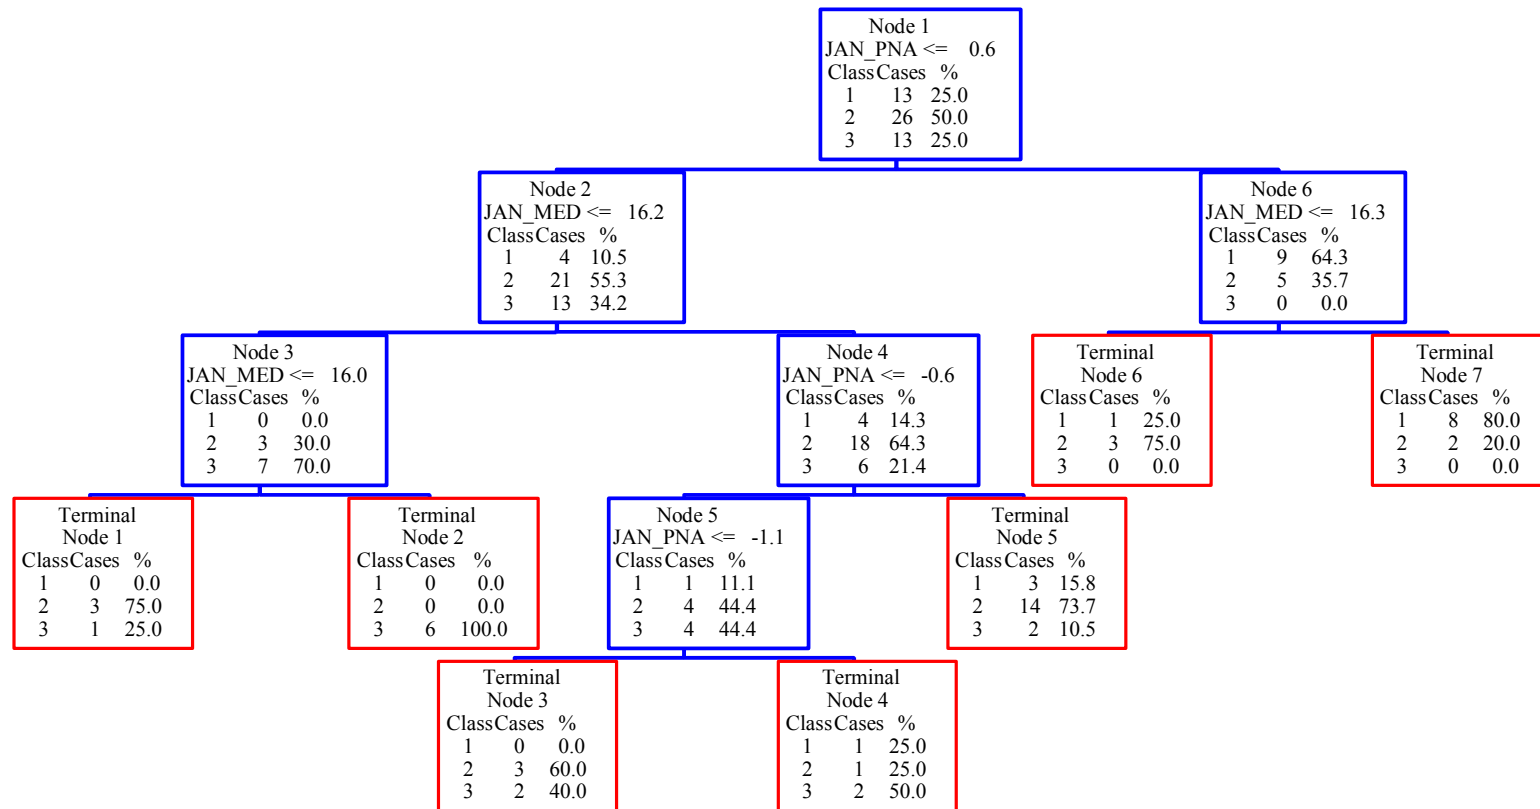 Node 1
JAN_PNA <= 0.6
Class Cases %
1 13 25.0
2 26 50.0
3 13 25.0
Node 2
JAN_MED <= 16.2
Class Cases %
1 4 10.5
2 21 55.3
3 13 34.2
Node 6
JAN_MED <= 16.3
Class Cases %
1 9 64.3
2 5 35.7
3 0 0.0
Node 3
JAN_MED <= 16.0
Class Cases %
1 0 0.0
2 3 30.0
3 7 70.0
Node 4
JAN_PNA <= -0.6
Class Cases %
1 4 14.3
2 18 64.3
3 6 21.4
Terminal
Node 6
Class Cases %
1 1 25.0
2 3 75.0
3 0 0.0
Terminal
Node 7
Class Cases %
1 8 80.0
2 2 20.0
3 0 0.0
Terminal
Node 1
Class Cases %
1 0 0.0
2 3 75.0
3 1 25.0
Terminal
Node 2
Class Cases %
1 0 0.0
2 0 0.0
3 6 100.0
Node 5
JAN_PNA <= -1.1
Class Cases %
1 1 11.1
2 4 44.4
3 4 44.4
Terminal
Node 5
Class Cases %
1 3 15.8
2 14 73.7
3 2 10.5
Terminal
Node 3
Class Cases %
1 0 0.0
2 3 60.0
3 2 40.0
Terminal
Node 4
Class Cases %
1 1 25.0
2 1 25.0
3 2 50.0